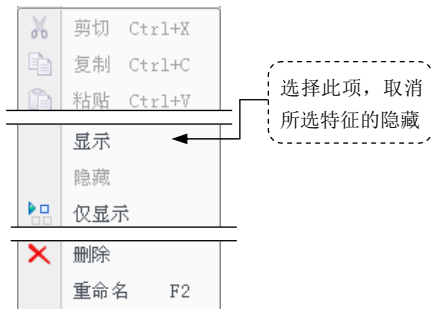 剪切 Ctrl+X
复制 Ctrl+C
粘贴 Ctrl+V
显示
隐藏
仅显示
删除
重命名 F2
选择此项，取消
所选特征的隐藏